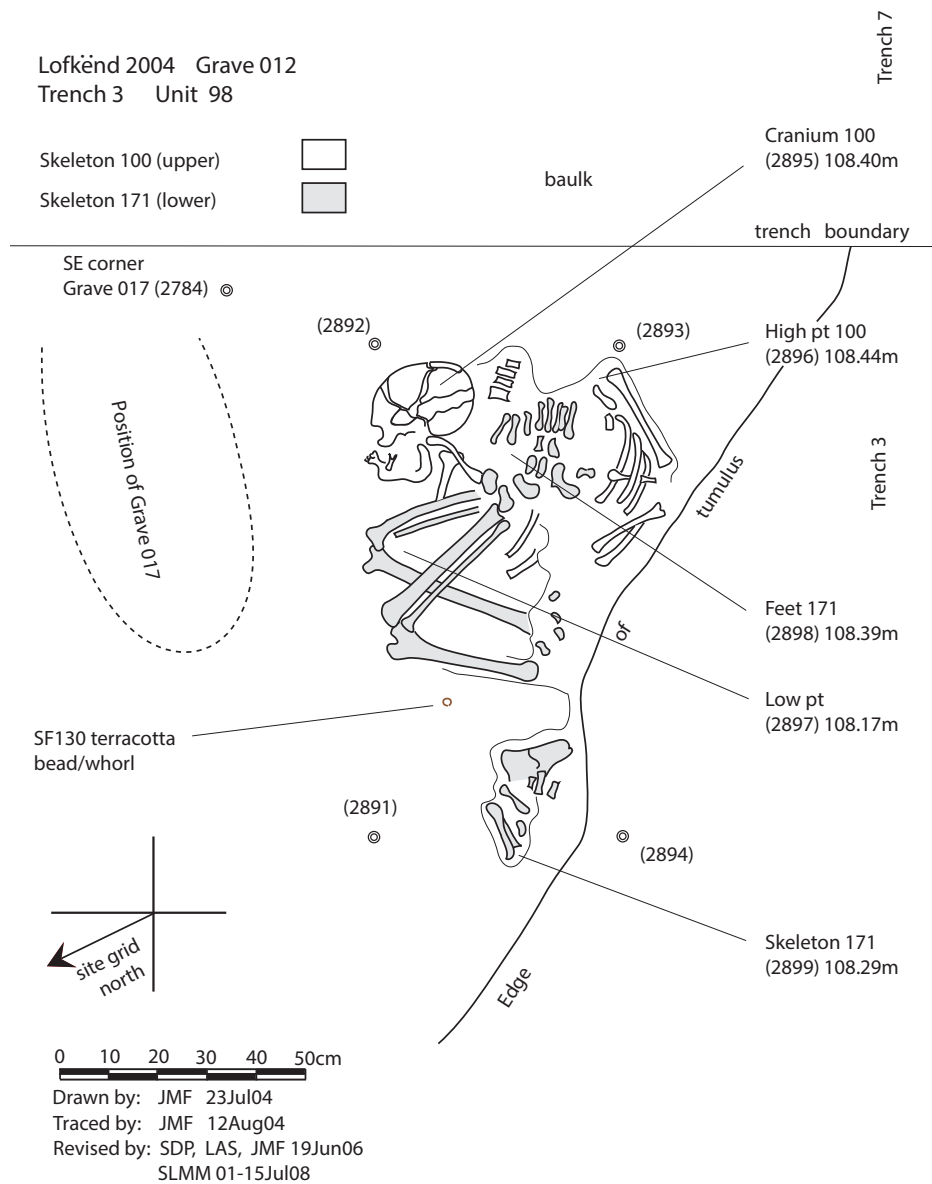 Lofkënd 2004 Grave 012
Trench 3 Unit 98
Trench 7
Skeleton 100 (upper)
Skeleton 171 (lower)
baulk
Cranium 100
(2895) 108.40m
trench boundary
SE corner
Grave 017 (2784)
(2892)
(2893)
High pt 100
(2896) 108.44m
Position of Grave 017
Trench 3
Edge of tumulus
Feet 171
(2898) 108.39m
Low pt
(2897) 108.17m
SF130 terracotta
bead/whorl
(2891)
(2894)
Skeleton 171
(2899) 108.29m
site grid
north
0 10 20 30 40 50cm
Drawn by: JMF 23Jul04
Traced by: JMF 12Aug04
Revised by: SDP, LAS, JMF 19Jun06
SLMM 01-15Jul08